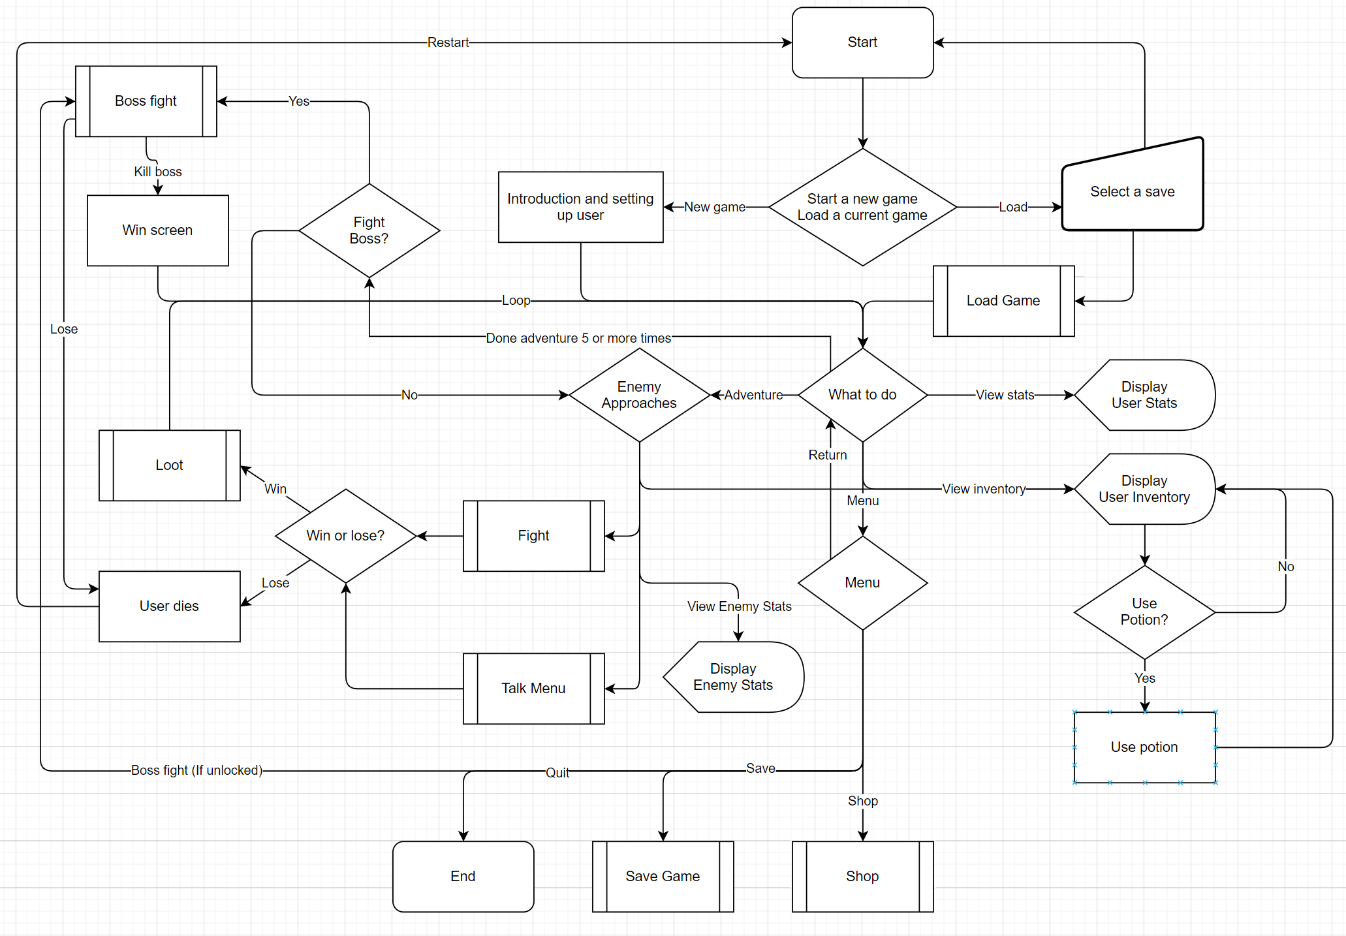 Restart
Start
Boss fight
Yes
Kill boss
Win screen
Fight
Boss?
Introduction and setting
up user
New game
Start a new game
Load a current game
Load
Select a save
Loop
Load Game
Lose
Done adventure 5 or more times
No
Enemy
Approaches
Adventure
What to do
View stats
Display
User Stats
Return
Loot
Win
Menu
View inventory
Display
User Inventory
Win or lose?
Fight
No
Lose
User dies
Menu
View Enemy Stats
Use
Potion?
Talk Menu
Display
Enemy Stats
Yes
Use potion
Boss fight (If unlocked)
Quit
Save
Shop
End
Save Game
Shop